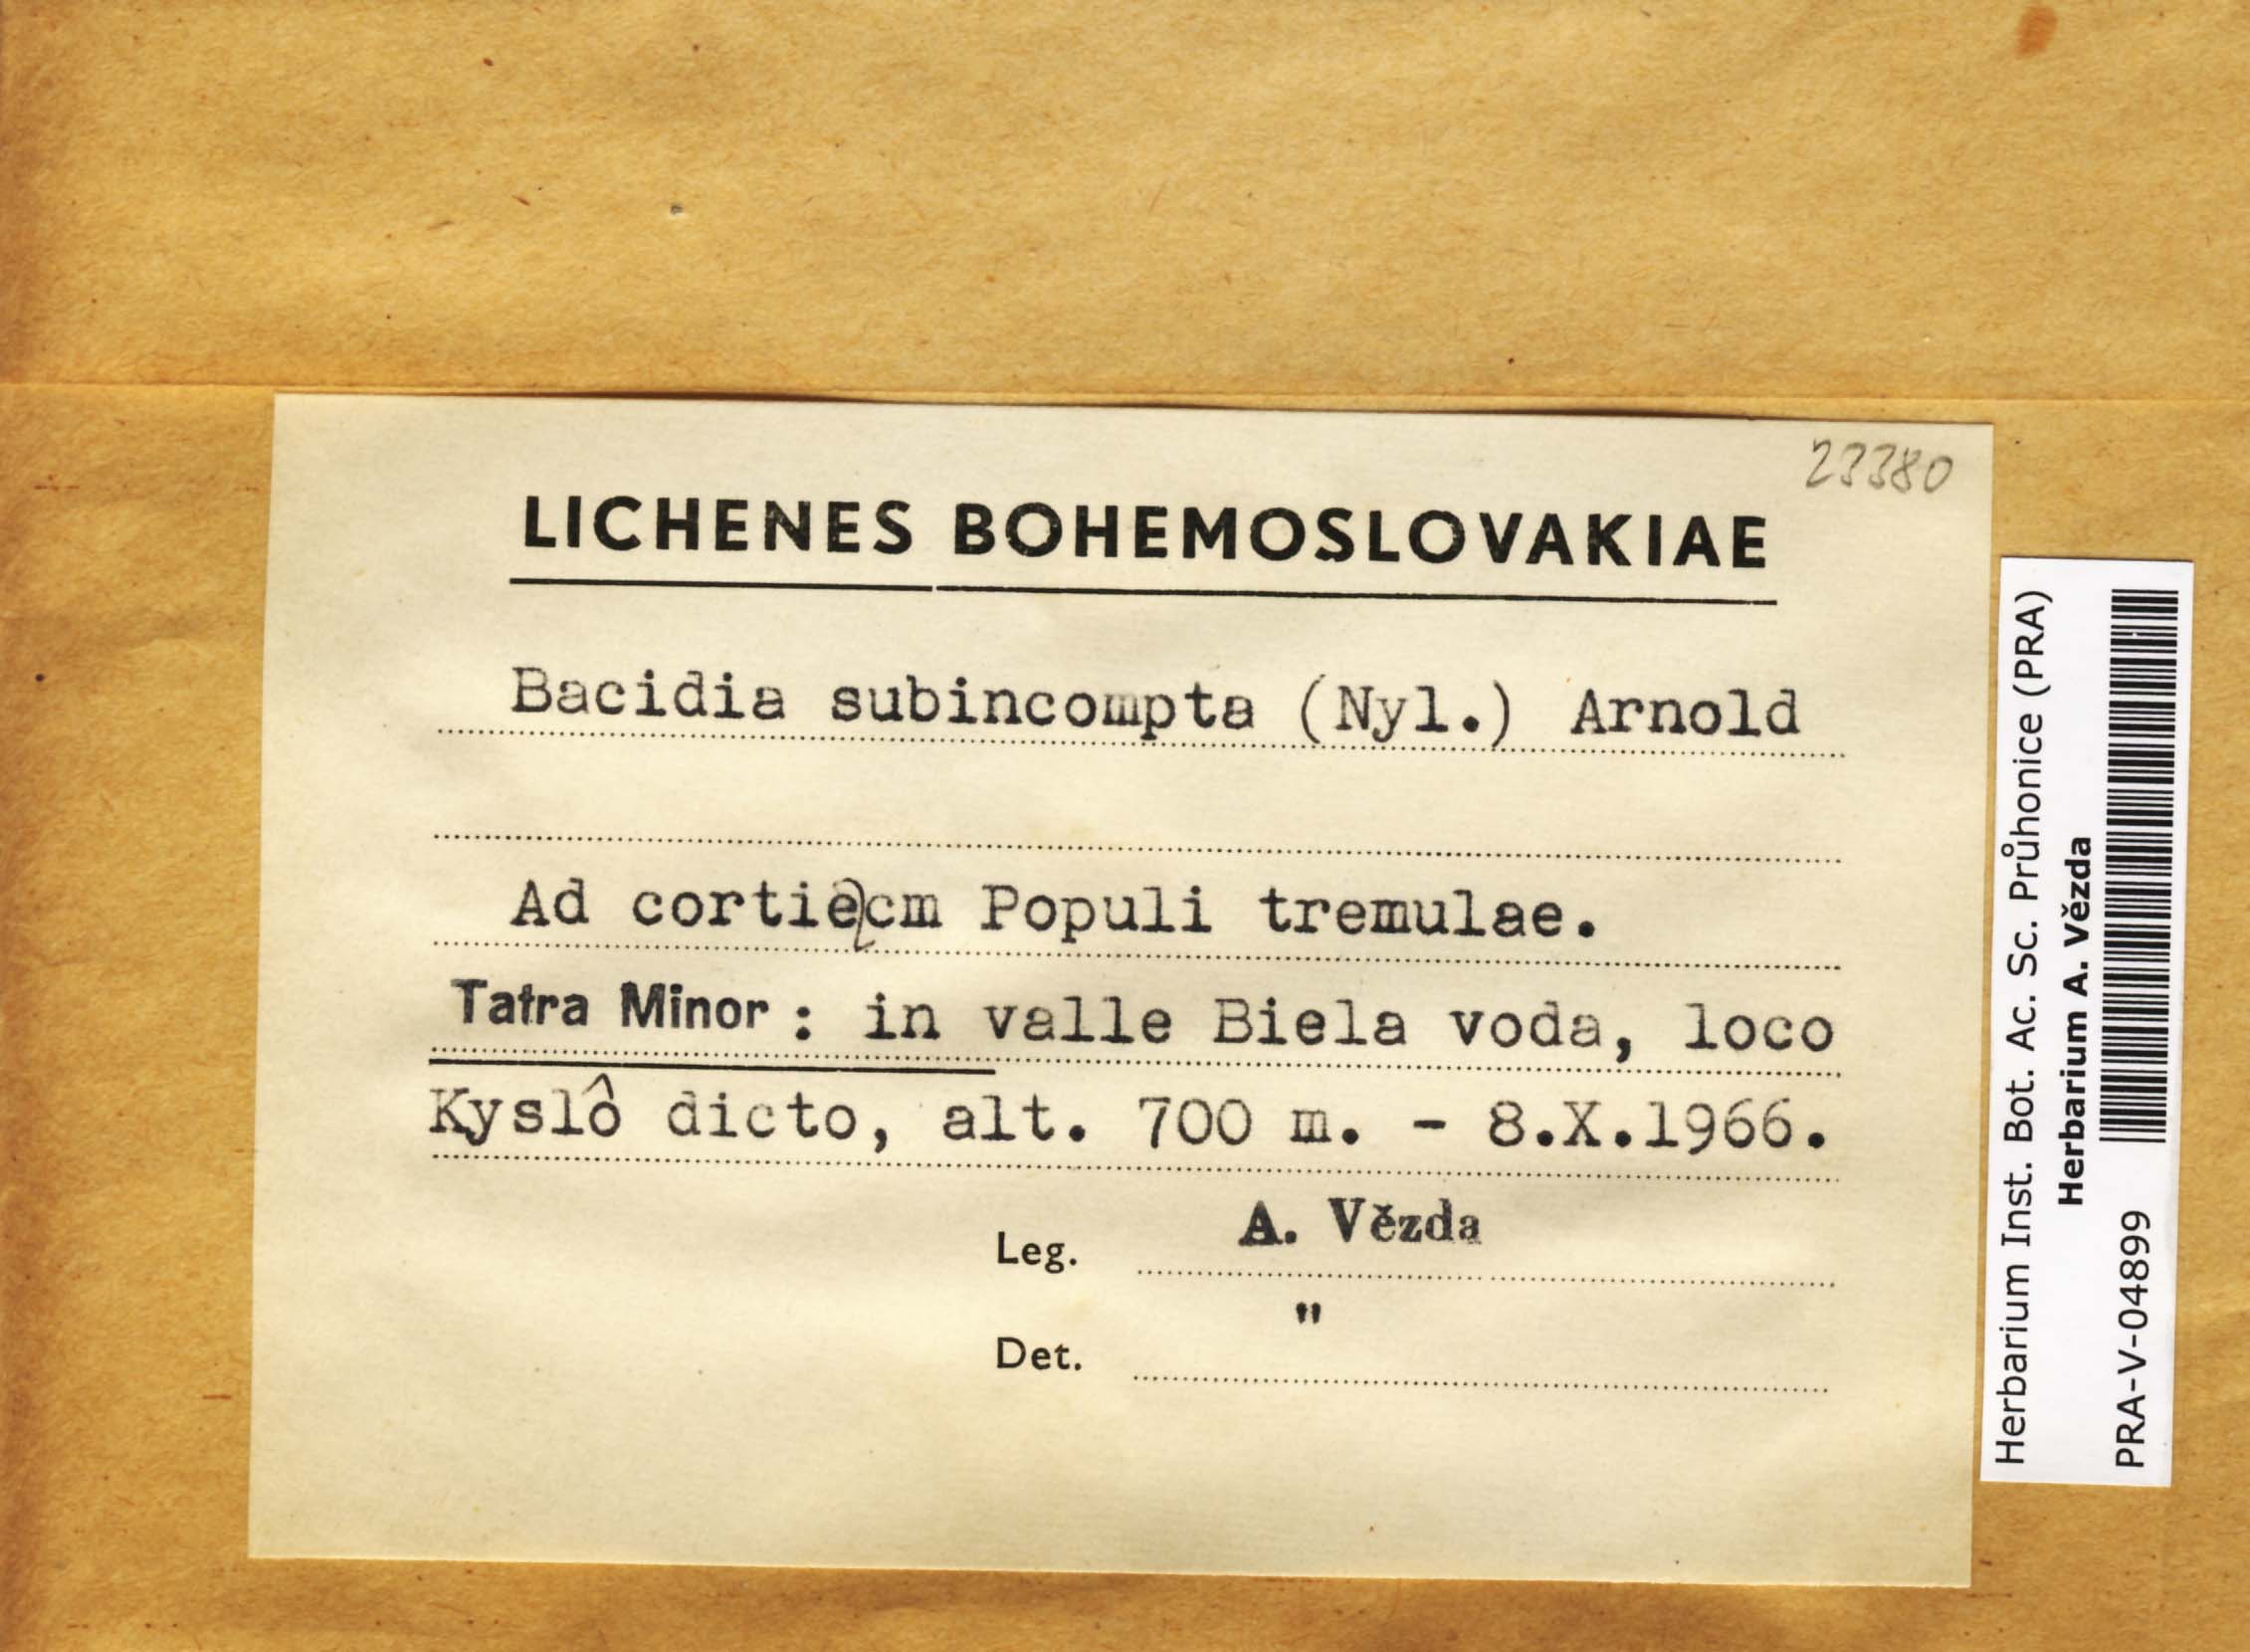 23380
LICHENES BOHEMOSLOVAKIAE
Bacidia subincompta (Nyl.) Arnold
Ad cortiecm Populi tremulae.
Tatra Minor : in valle Biela voda, loco
Kyslô dicto, alt. 700 m. - 8.X.1966.
Leg. A. Vězda
Det. "
Herbarium Inst. Bot. Ac. Sc. Průhonice (PRA)
Herbarium A. Vězda
PRA-V-04899